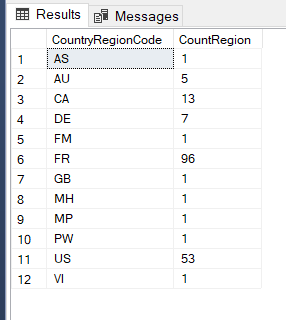 Results Messages
CountryRegionCode CountRegion
1 AS 1
2 AU 5
3 CA 13
4 DE 7
5 FM 1
6 FR 96
7 GB 1
8 MH 1
9 MP 1
10 PW 1
11 US 53
12 VI 1